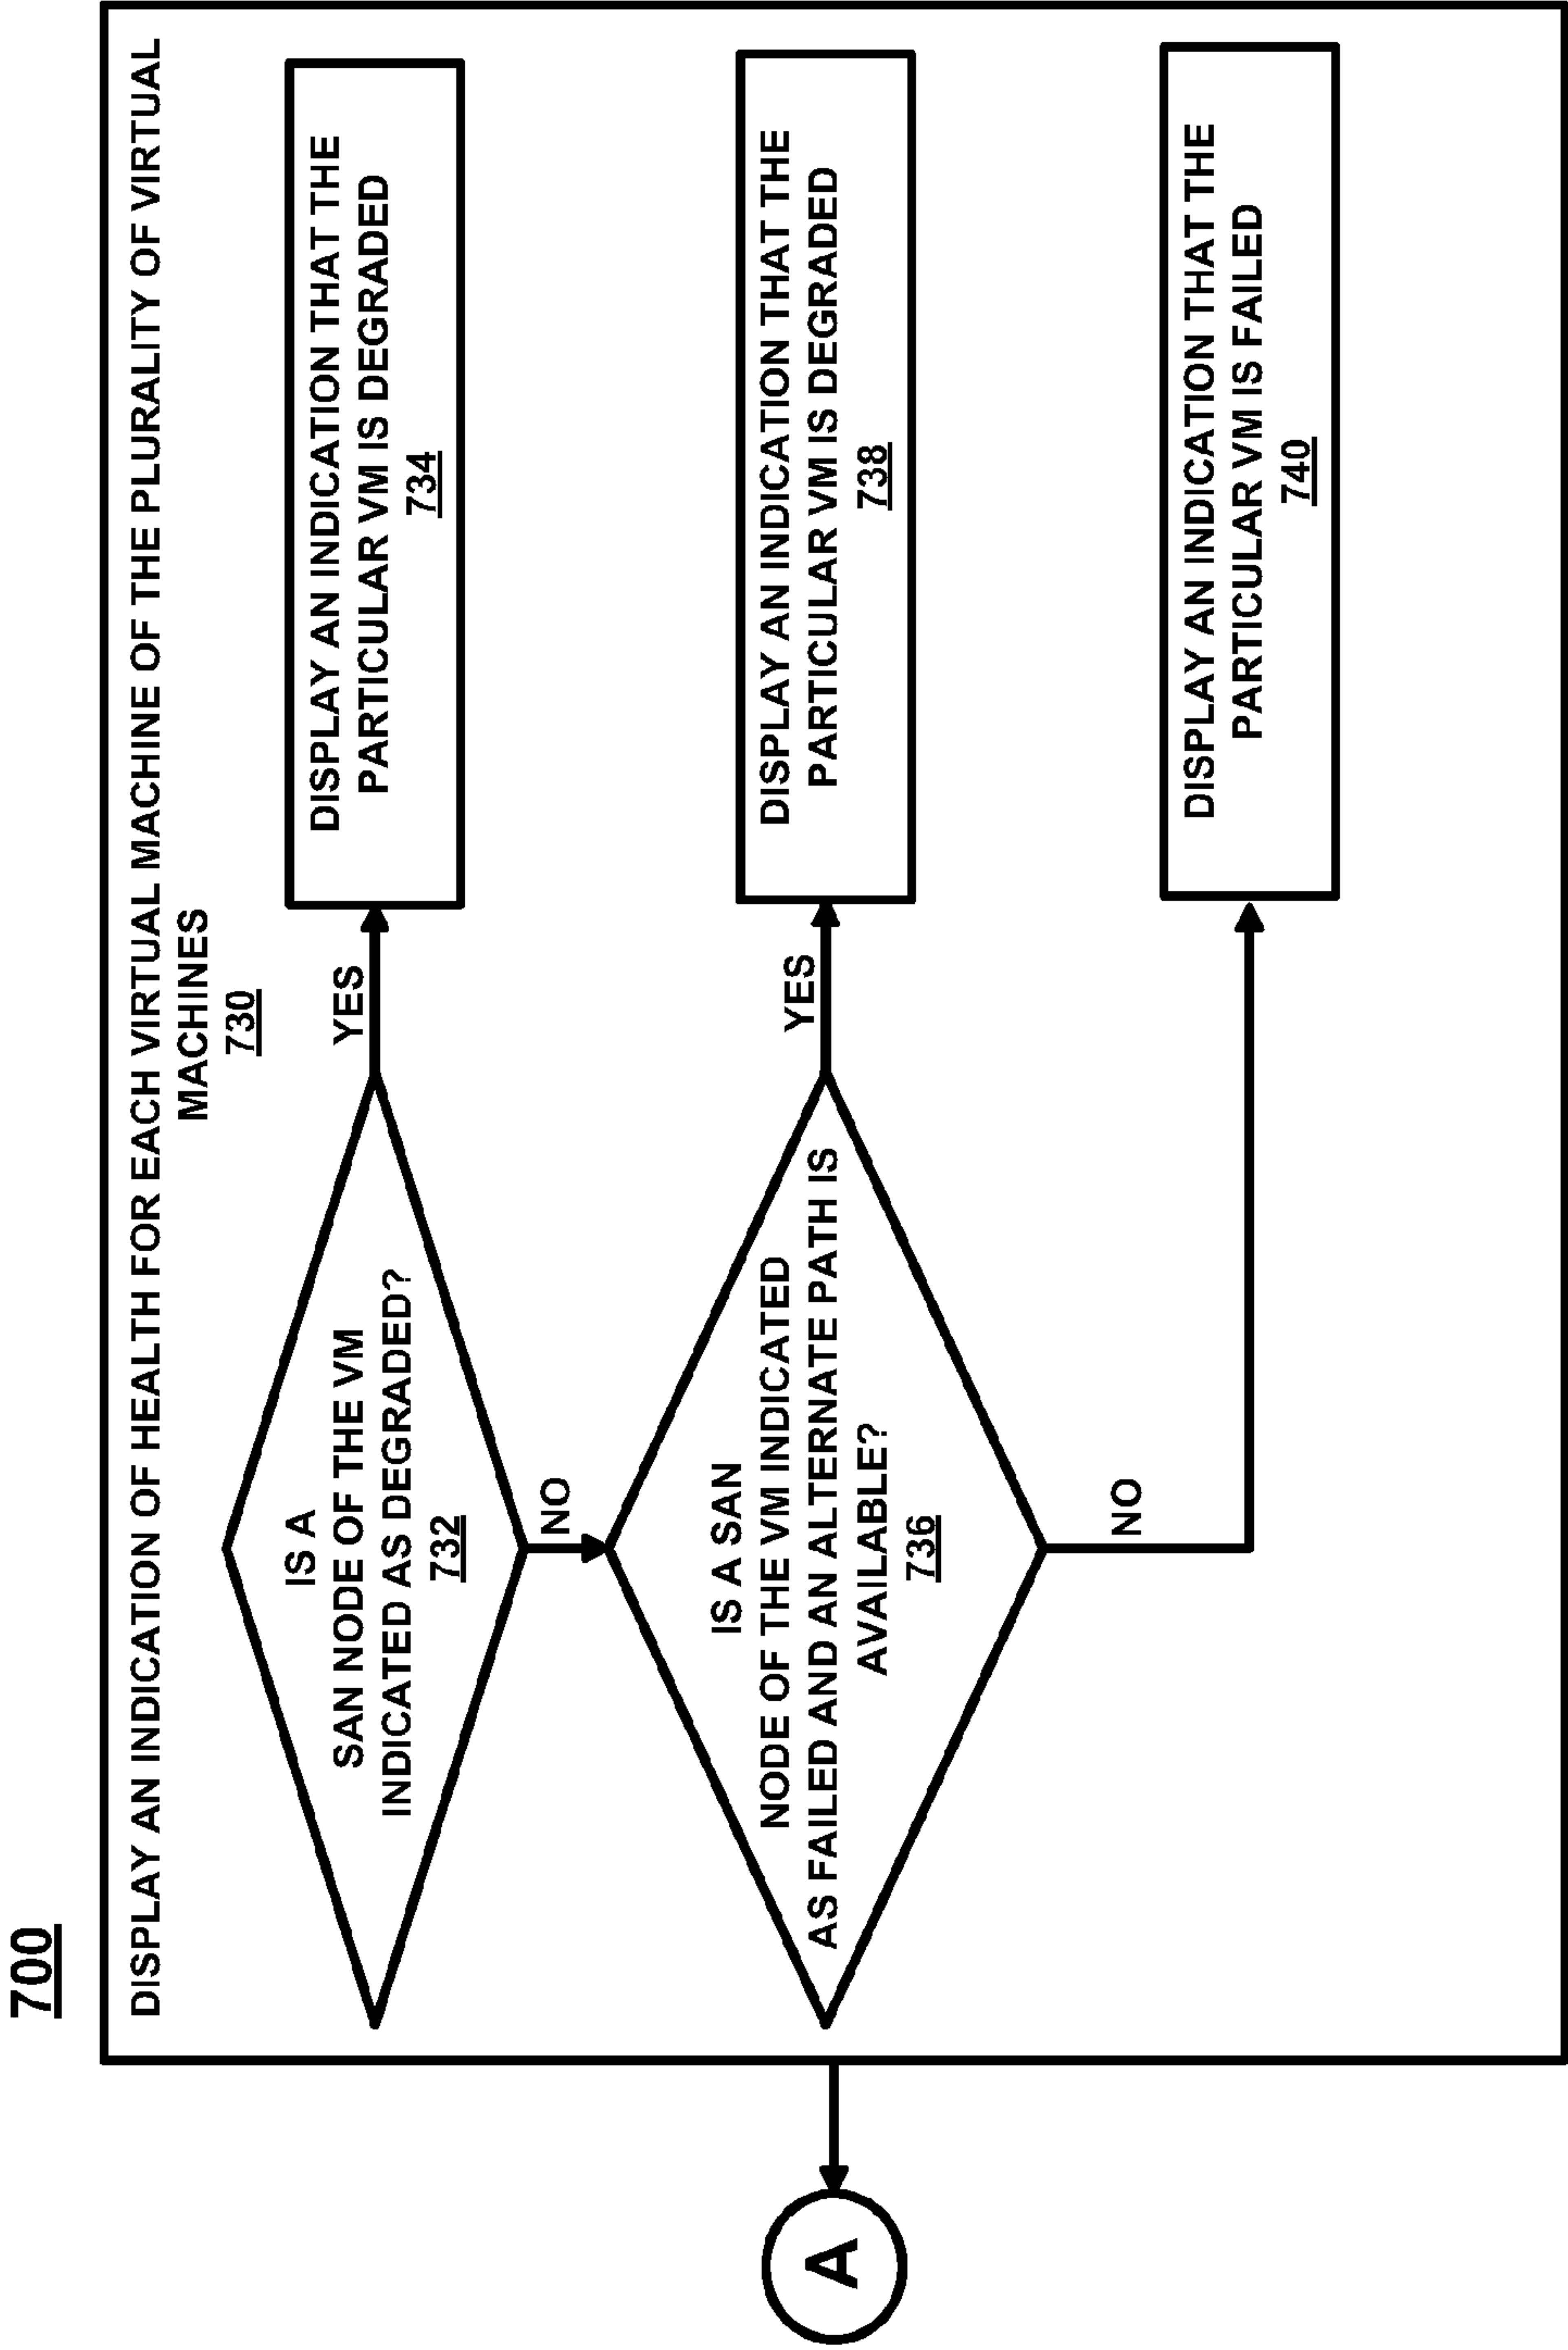 700
DISPLAY AN INDICATION OF HEALTH FOR EACH VIRTUAL MACHINE OF THE PLURALITY OF VIRTUAL
MACHINES
730
IS A
SAN NODE OF THE VM
INDICATED AS DEGRADED?
732
YES
DISPLAY AN INDICATION THAT THE
PARTICULAR VM IS DEGRADED
734
NO
IS A SAN
NODE OF THE VM INDICATED
AS FAILED AND AN ALTERNATE PATH IS
AVAILABLE?
736
YES
DISPLAY AN INDICATION THAT THE
PARTICULAR VM IS DEGRADED
738
NO
DISPLAY AN INDICATION THAT THE
PARTICULAR VM IS FAILED
740
A